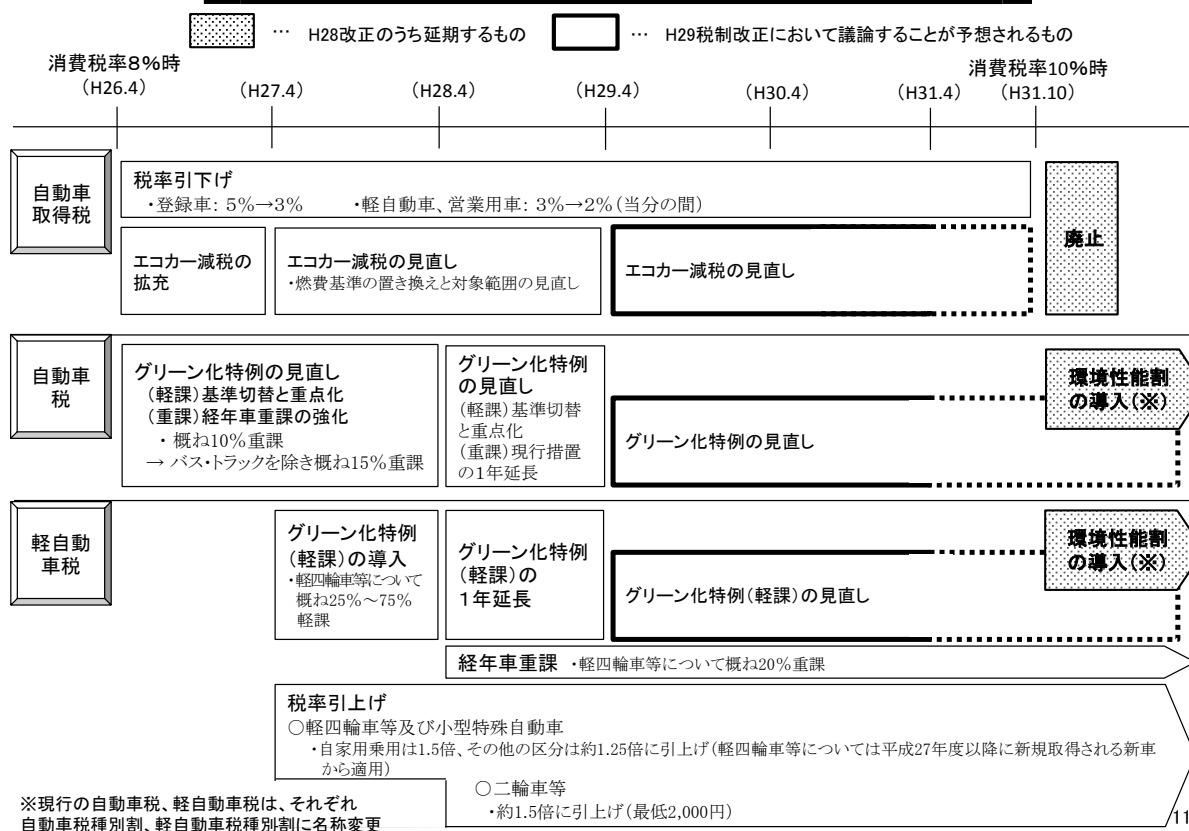 … H28改正のうち延期するもの
… H29税制改正において議論することが予想されるもの
消費税率8%時
(H26.4)
(H27.4)
(H28.4)
(H29.4)
(H30.4)
(H31.4)
消費税率10%時
(H31.10)
自動車
取得税
税率引下げ
・登録車: 5%→3% ・軽自動車、営業用車: 3%→2%(当分の間)
エコカー減税の
拡充
エコカー減税の見直し
・燃費基準の置き換えと対象範囲の見直し
エコカー減税の見直し
廃止
自動車
税
グリーン化特例の見直し
(軽課)基準切替と重点化
(重課)経年車重課の強化
・ 概ね10%重課
→ バス・トラックを除き概ね15%重課
グリーン化特例
の見直し
(軽課)基準切替
と重点化
(重課)現行措置
の1年延長
グリーン化特例の見直し
環境性能割
の導入(※)
軽自動
車税
グリーン化特例
(軽課)の導入
・軽四輪車等について
概ね25%~75%
軽課
グリーン化特例
(軽課)の
1年延長
グリーン化特例(軽課)の見直し
環境性能割
の導入(※)
経年車重課 ・軽四輪車等について概ね20%重課
税率引上げ
○軽四輪車等及び小型特殊自動車
・自家用乗用は1.5倍、その他の区分は約1.25倍に引上げ(軽四輪車等については平成27年度以降に新規取得される新車
から適用)
○二輪車等
・約1.5倍に引上げ(最低2,000円)
※現行の自動車税、軽自動車税は、それぞれ
自動車税種別割、軽自動車税種別割に名称変更
11